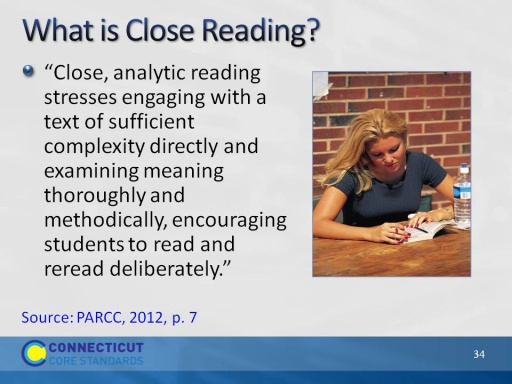 What is Close Reading?
“Close, analytic reading
stresses engaging with a
text of sufficient
complexity directly and
examining meaning
thoroughly and
methodically, encouraging
students to read and
reread deliberately.”
Source: PARCC, 2012, p. 7
CONNECTICUT
CORE STANDARDS
34